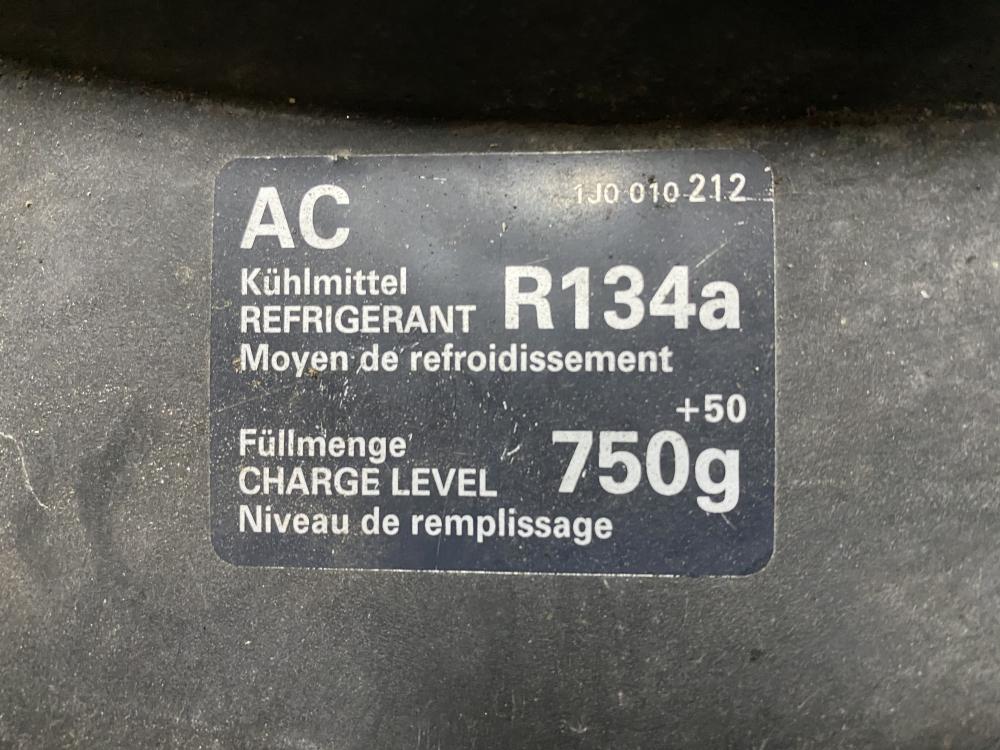 AC
1J0 010 212
Kühlmittel
REFRIGERANT
R134a
Moyen de refroidissement
+50
Füllmenge
CHARGE LEVEL
750g
Niveau de remplissage